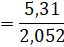 = 5,31
2,052